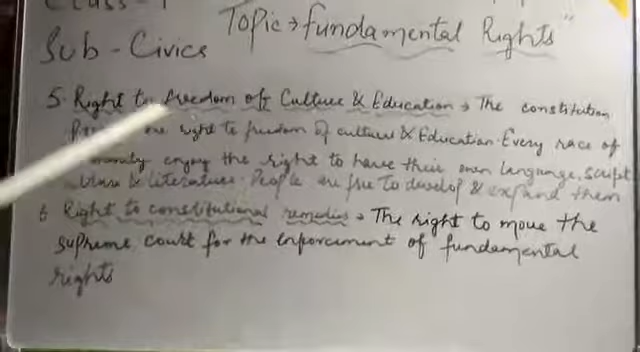 Class -
Topic → fundamental Rights"
Sub - Civics
5. Right to freedom of Culture & Education → The constitution
right to freedom of culture & Education. Every race of
enjoy the right to have their own language, script
& literature. People are free to develop & expand them
6. Right to constitutional remedies → The right to move the
supreme court for the enforcement of fundamental
rights